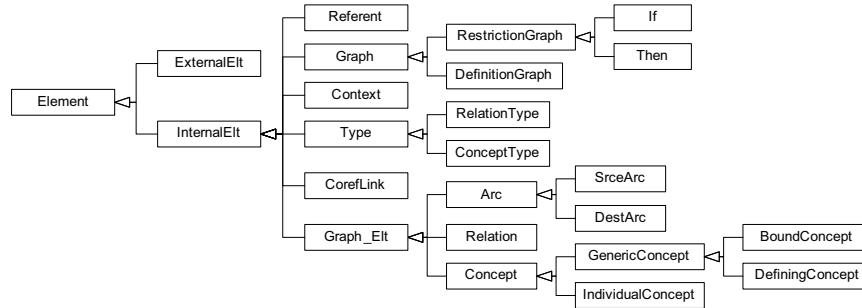 Referent
If
RestrictionGraph
Graph
Then
ExternalElt
DefinitionGraph
Context
Element
RelationType
InternalElt
Type
ConceptType
SrceArc
CorefLink
Arc
DestArc
Graph_Elt
Relation
BoundConcept
GenericConcept
Concept
DefiningConcept
IndividualConcept